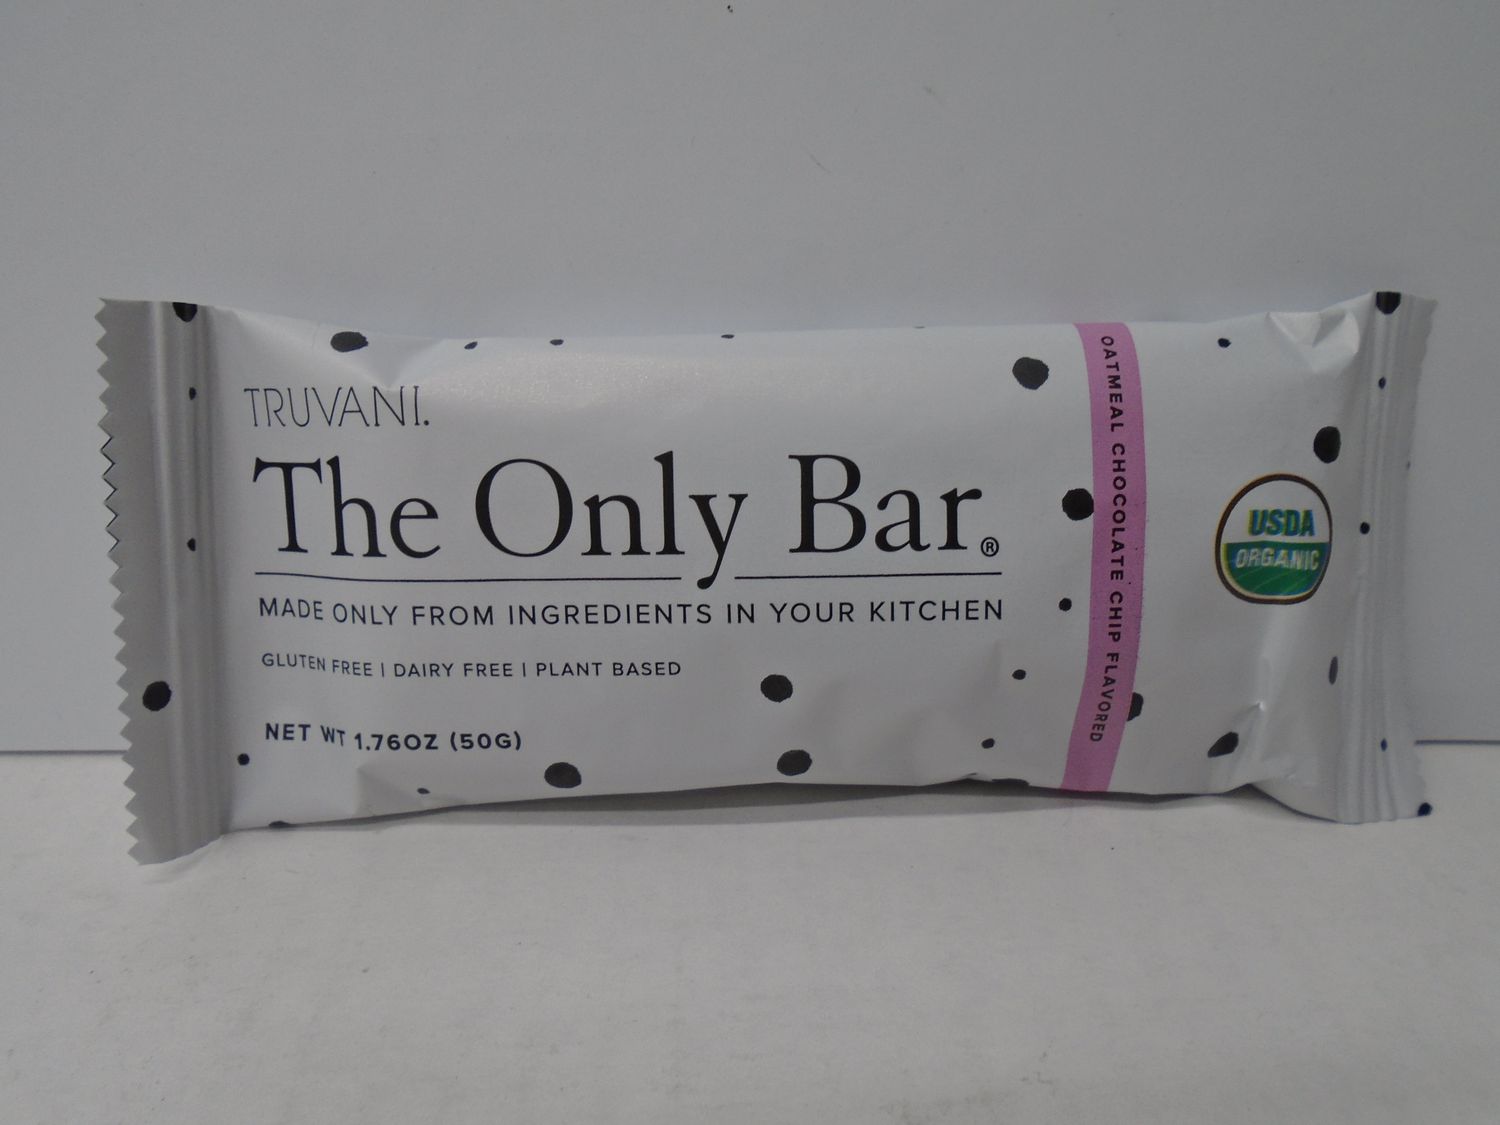 TRUVANI.
The Only Bar®
MADE ONLY FROM INGREDIENTS IN YOUR KITCHEN
GLUTEN FREE | DAIRY FREE | PLANT BASED
NET WT 1.76OZ (50G)
OATMEAL CHOCOLATE CHIP FLAVORED
USDA
ORGANIC